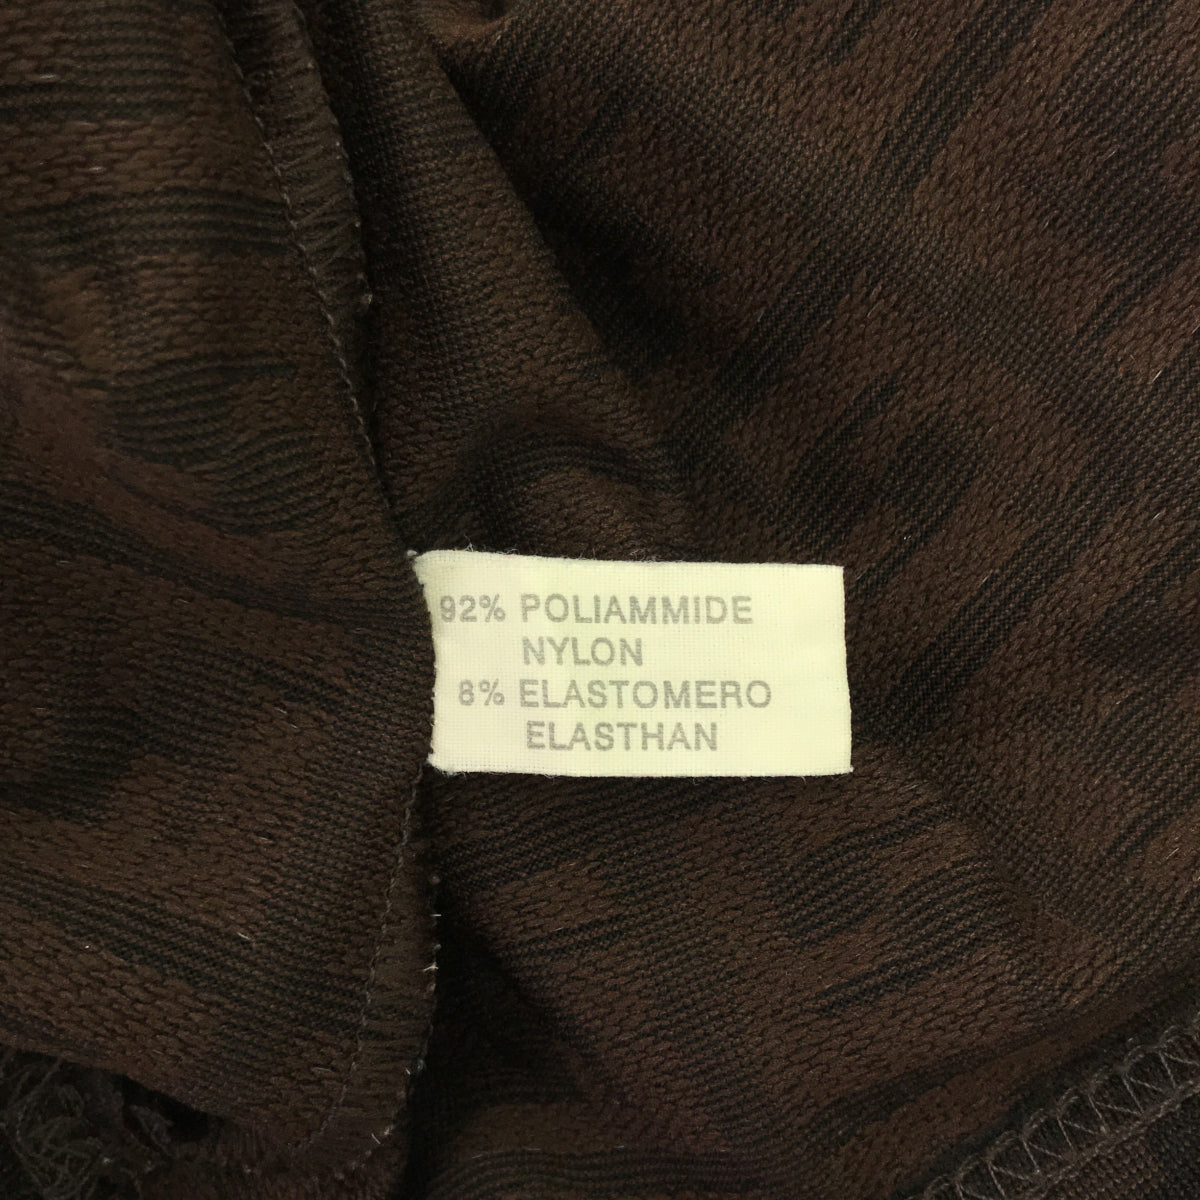 92% POLIAMMIDE
NYLON
8% ELASTOMERO
ELASTHAN